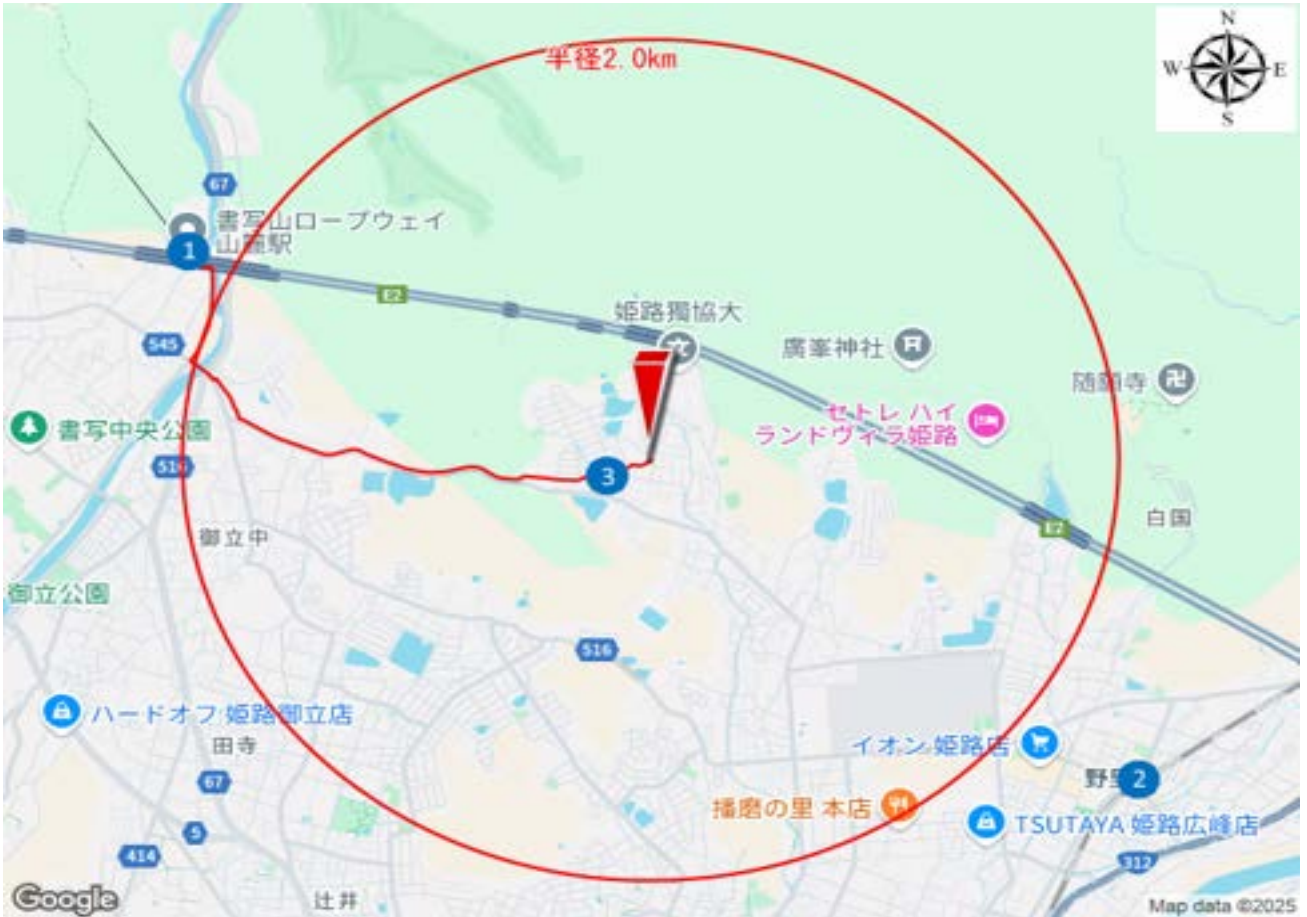 半径2.0km
N
W
E
S
67
書写山ロープウェイ
山麓駅
1
E2
姫路獨協大
545
廣峯神社
随願寺
セトレ ハイ
ランドヴィラ姫路
書写中央公園
516
3
E2
白国
御立中
御立公園
516
ハードオフ 姫路御立店
田寺
イオン 姫路店
67
2
播磨の里 本店
TSUTAYA 姫路広峰店
5
414
312
辻井
Google
Map data ©2025